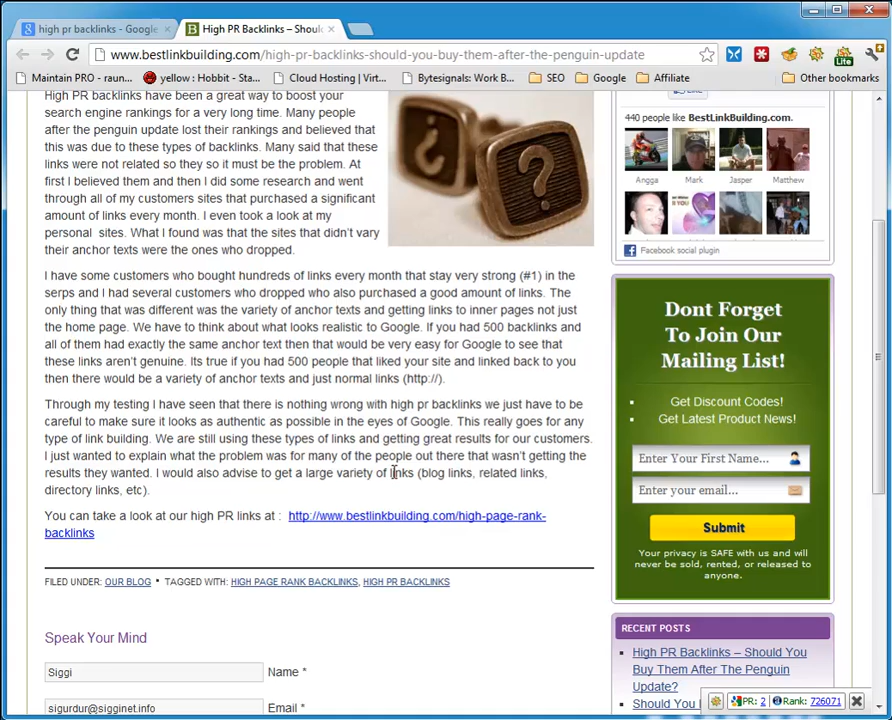 high pr backlinks - Google
High PR Backlinks – Shoul
www.bestlinkbuilding.com/high-pr-backlinks-should-you-buy-them-after-the-penguin-update
Maintain PRO - raun...
yellow : Hobbit - Sta...
Cloud Hosting | Virt...
Bytesignals: Work B...
SEO
Google
Affiliate
Other bookmarks
Lite
High PR backlinks have been a great way to boost your
search engine rankings for a very long time. Many people
after the penguin update lost their rankings and believed that
this was due to these types of backlinks. Many said that these
links were not related so they so it must be the problem. At
first I believed them and then I did some research and went
through all of my customers sites that purchased a significant
amount of links every month. I even took a look at my
personal  sites. What I found was that the sites that didn't vary
their anchor texts were the ones who dropped.
I have some customers who bought hundreds of links every month that stay very strong (#1) in the
serps and I had several customers who dropped who also purchased a good amount of links. The
only thing that was different was the variety of anchor texts and getting links to inner pages not just
the home page. We have to think about what looks realistic to Google. If you had 500 backlinks and
all of them had exactly the same anchor text then that would be very easy for Google to see that
these links aren't genuine. Its true if you had 500 people that liked your site and linked back to you
then there would be a variety of anchor texts and just normal links (http://).
Through my testing I have seen that there is nothing wrong with high pr backlinks we just have to be
careful to make sure it looks as authentic as possible in the eyes of Google. This really goes for any
type of link building. We are still using these types of links and getting great results for our customers.
I just wanted to explain what the problem was for many of the people out there that wasn't getting the
results they wanted. I would also advise to get a large variety of links (blog links, related links,
directory links, etc).
You can take a look at our high PR links at :  http://www.bestlinkbuilding.com/high-page-rank-
backlinks
FILED UNDER: OUR BLOG • TAGGED WITH: HIGH PAGE RANK BACKLINKS, HIGH PR BACKLINKS
Speak Your Mind
Siggi
Name *
sigurdur@sigginet.info
Email *
Like
440 people like BestLinkBuilding.com.
Angga
Mark
Jasper
Matthew
Facebook social plugin
Dont Forget
To Join Our
Mailing List!
Get Discount Codes!
Get Latest Product News!
Enter Your First Name...
Enter your email...
Submit
Your privacy is SAFE with us and will
never be sold, rented, or released to
anyone.
RECENT POSTS
High PR Backlinks – Should You
Buy Them After The Penguin
Update?
Should You
PR: 2
Rank: 726071